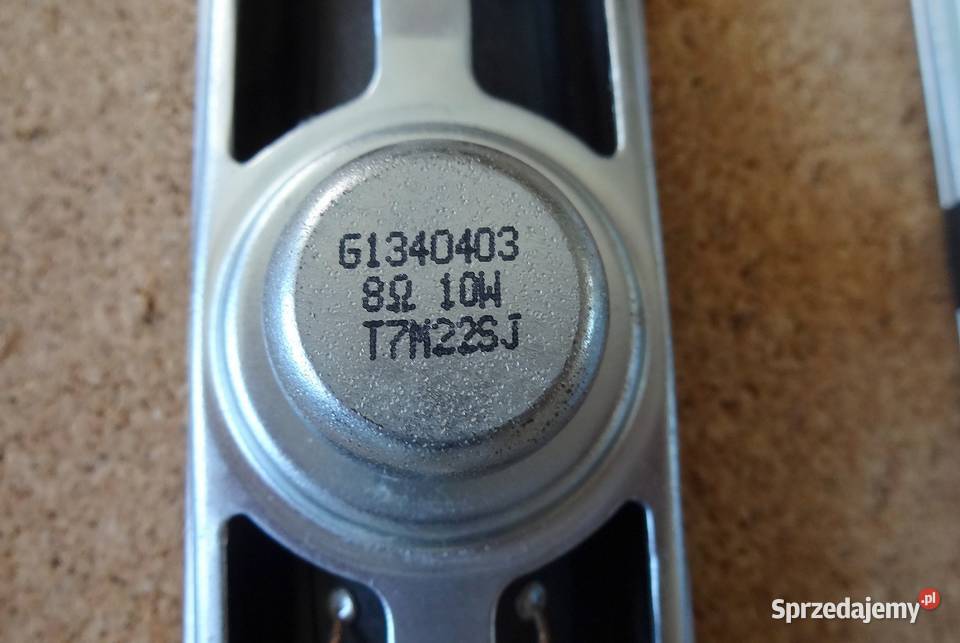 G1340403
8Ω 10W
T7M22SJ
Sprzedajemy.pl